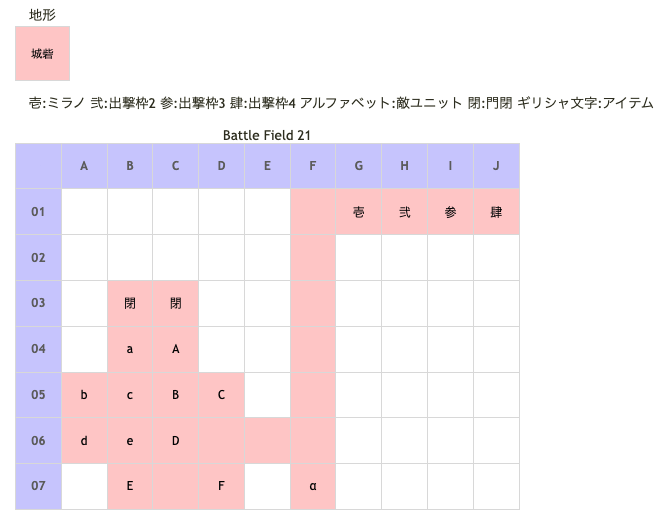 地形
城砦
壱:ミラノ 弐:出撃枠2 参:出撃枠3 肆:出撃枠4 アルファベット:敵ユニット 閉:門閉 ギリシャ文字:アイテム
Battle Field 21
A B C D E F G H I J
01 壱 弐 参 肆
02
03 閉 閉
04 a A
05 b c B C
06 d e D
07 E F α